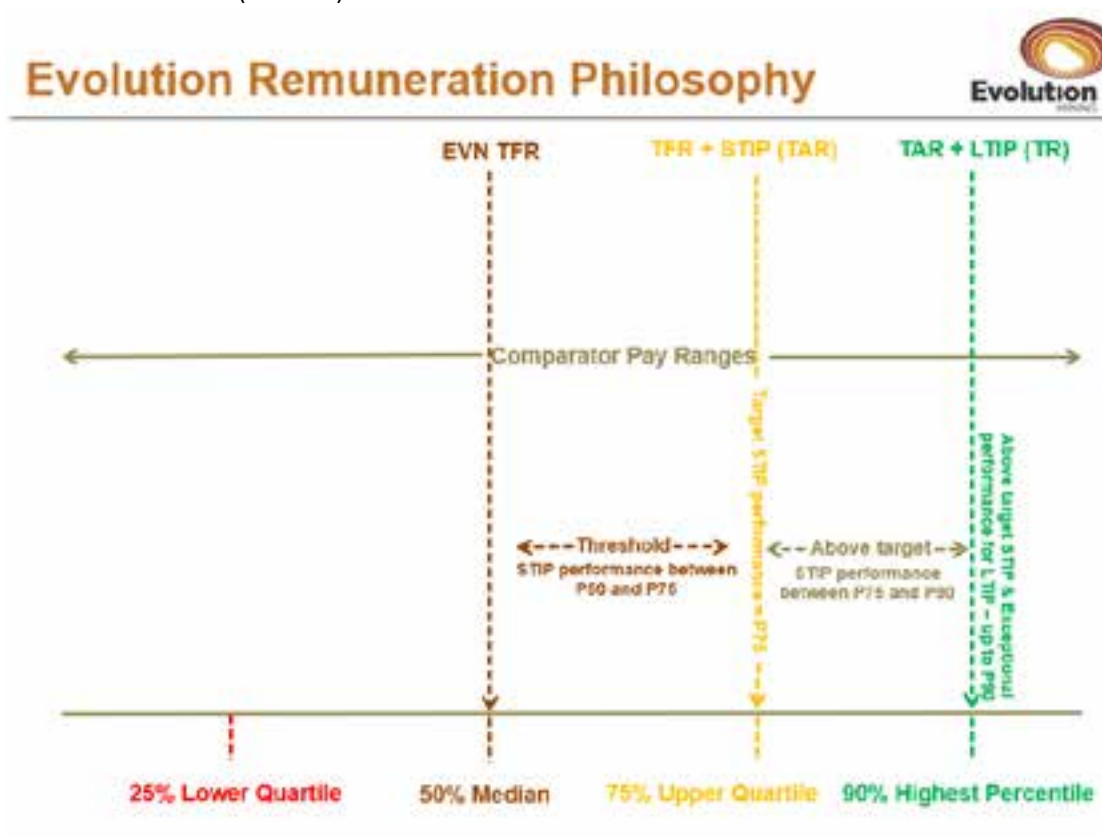 Evolution Remuneration Philosophy
Evolution
MINING
EVN TFR
TFR + STIP (TAR)
TAR + LTIP (TR)
Comparator Pay Ranges
Target STIP performance = P75
Above target STIP & Exceptional
performance for LTIP – up to P90
Threshold
STIP performance between
P50 and P75
Above target
STIP performance
between P75 and P90
25% Lower Quartile
50% Median
75% Upper Quartile
90% Highest Percentile